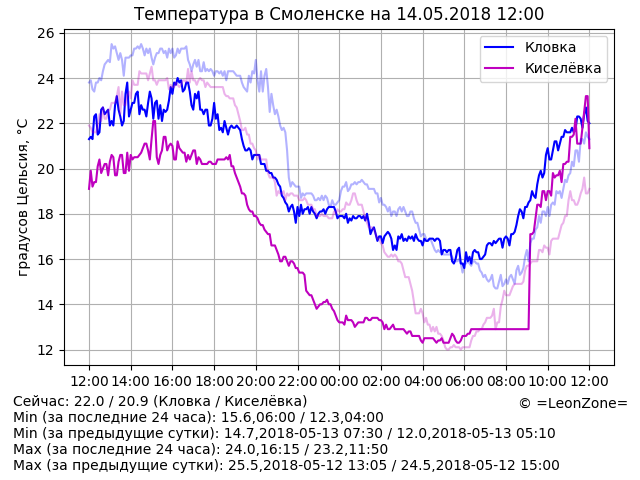 Температура в Смоленске на 14.05.2018 12:00
градусов Цельсия, °C
26
24
22
20
18
16
14
12
Кловка
Киселёвка
12:00 14:00 16:00 18:00 20:00 22:00 00:00 02:00 04:00 06:00 08:00 10:00 12:00
Сейчас: 22.0 / 20.9 (Кловка / Киселёвка)
© =LeonZone=
Min (за последние 24 часа): 15.6,06:00 / 12.3,04:00
Min (за предыдущие сутки): 14.7,2018-05-13 07:30 / 12.0,2018-05-13 05:10
Max (за последние 24 часа): 24.0,16:15 / 23.2,11:50
Max (за предыдущие сутки): 25.5,2018-05-12 13:05 / 24.5,2018-05-12 15:00